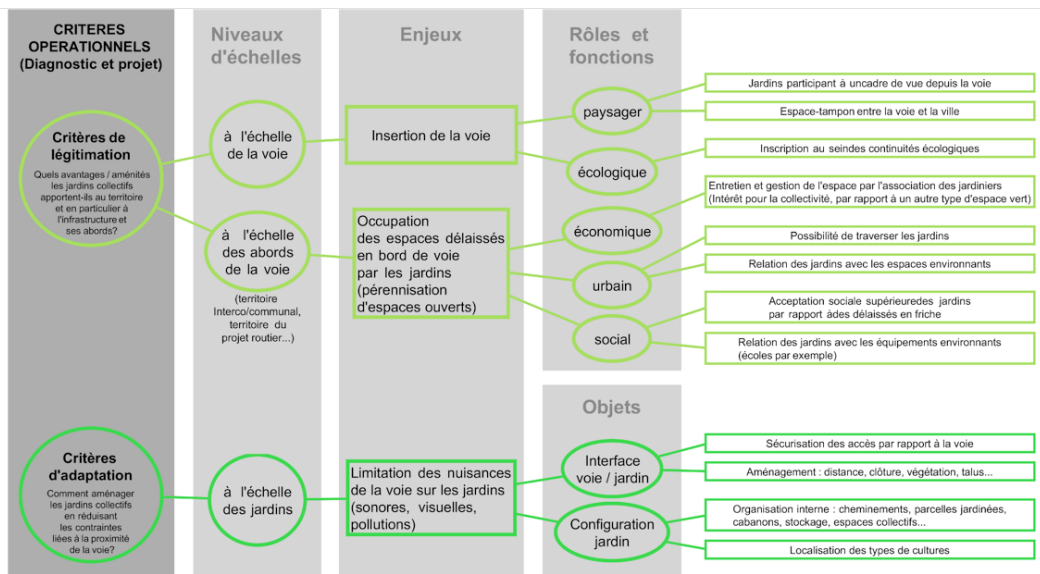 CRITERES
OPERATIONNELS
(Diagnostic et projet)
Niveaux
d'échelles
Enjeux
Rôles et
fonctions
Critères de
légitimation
Quels avantages / aménités
les jardins collectifs
apportent-ils au territoire
et en particulier à
l'infrastructure et
ses abords?
à l'échelle
de la voie
Insertion de la voie
paysager
Jardins participant à uncadre de vue depuis la voie
Espace-tampon entre la voie et la ville
écologique
Inscription au seindes continuités écologiques
à l'échelle
des abords
de la voie
(territoire
Interco/communal,
territoire du
projet routier...)
Occupation
des espaces délaissés
en bord de voie
par les jardins
(pérennisation
d'espaces ouverts)
économique
Entretien et gestion de l'espace par l'association des jardiniers
(Intérêt pour la collectivité, par rapport à un autre type d'espace vert)
urbain
Possibilité de traverser les jardins
Relation des jardins avec les espaces environnants
social
Acceptation sociale supérieuredes jardins
par rapport àdes délaissés en friche
Relation des jardins avec les équipements environnants
(écoles par exemple)
Objets
Critères
d'adaptation
Comment aménager
les jardins collectifs
en réduisant
les contraintes
liées à la proximité
de la voie?
à l'échelle
des jardins
Limitation des nuisances
de la voie sur les jardins
(sonores, visuelles,
pollutions)
Interface
voie / jardin
Sécurisation des accès par rapport à la voie
Aménagement : distance, clôture, végétation, talus...
Configuration
jardin
Organisation interne : cheminements, parcelles jardinées,
cabanons, stockage, espaces collectifs...
Localisation des types de cultures